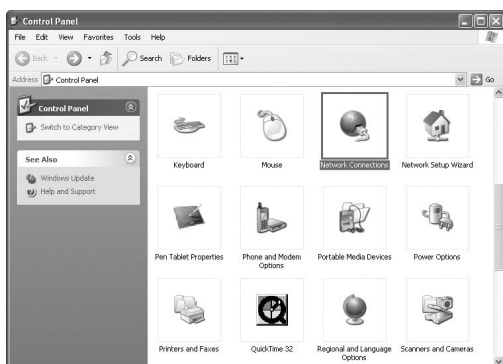 Control Panel
File Edit View Favorites Tools Help
Back Search Folders
Address Control Panel Go
Control Panel
Switch to Category View
See Also
Windows Update
Help and Support
Keyboard Mouse Network Connections Network Setup Wizard
Pen Tablet Properties Phone and Modem Options Portable Media Devices Power Options
Printers and Faxes QuickTime 32 Regional and Language Options Scanners and Cameras